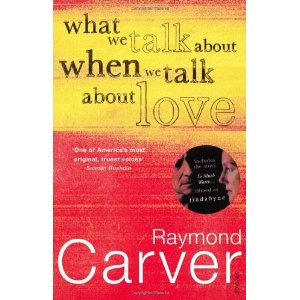 what
we talk about
when we talk
about love
'One of America's most
original, truest voices'
Salman Rushdie
Includes the story
So Much
Water...
filmed as
jindabyne
Raymond
Carver